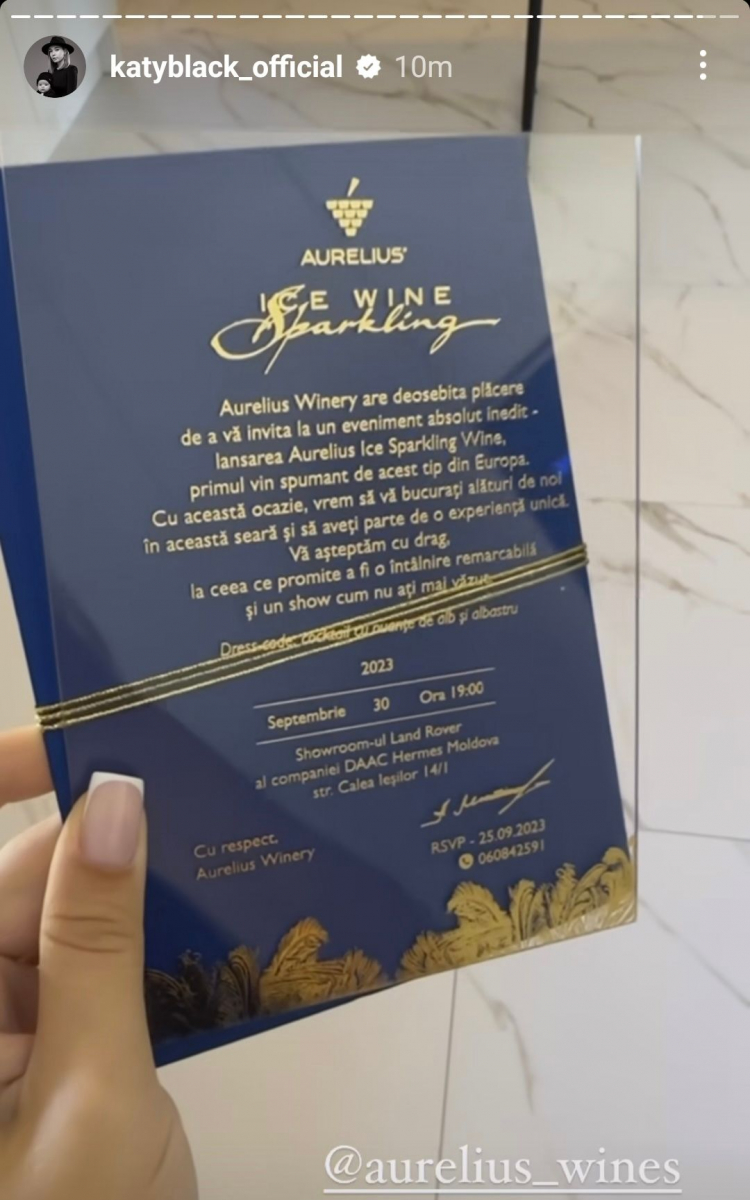 katyblack_official 10m
AURELIUS
ICE WINE
Sparkling
Aurelius Winery are deosebita plăcere
de a vă invita la un eveniment absolut inedit -
lansarea Aurelius Ice Sparkling Wine,
primul vin spumant de acest tip din Europa.
Cu această ocazie, vrem să vă bucurați alături de noi
în această seară și să aveți parte de o experiență unică.
Vă așteptăm cu drag,
la ceea ce promite a fi o întâlnire remarcabilă
și un show cum nu ați mai văzut.
Dress-code: cocktail cu nuanțe de alb și albastru
2023
Septembrie 30 Ora 19:00
Showroom-ul Land Rover
al companiei DAAC Hermes Moldova
str. Calea Ieșilor 14/1
Cu respect,
Aurelius Winery
RSVP - 25.09.2023
060842591
@aurelius_wines